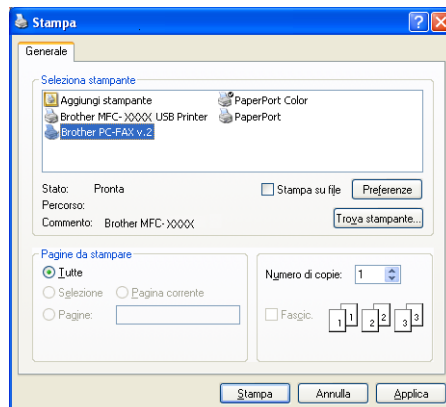 Stampa
Generale
Seleziona stampante
Aggiungi stampante
PaperPort Color
Brother MFC-XXXX USB Printer
PaperPort
Brother PC-FAX v.2
Stato: Pronta
Stampa su file
Preferenze
Percorso:
Commento: Brother MFC-XXXX
Trova stampante...
Pagine da stampare
Tutte
Selezione
Pagina corrente
Pagine:
Numero di copie: 1
Fascic.
1 1 2 2 3 3
Stampa
Annulla
Applica